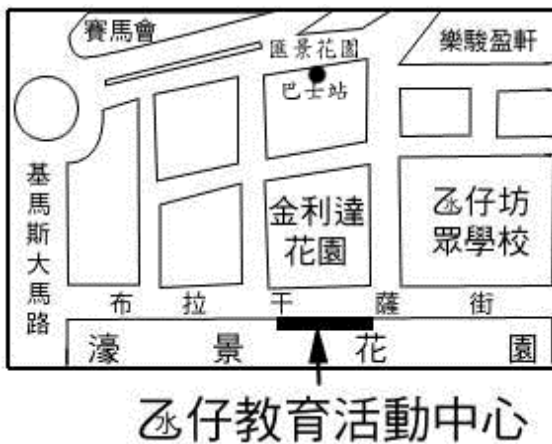 賽馬會
匯景花園
樂駿盈軒
巴士站
基馬斯大馬路
金利達
花園
氹仔坊
眾學校
布拉干薩街
濠景花園
氹仔教育活動中心